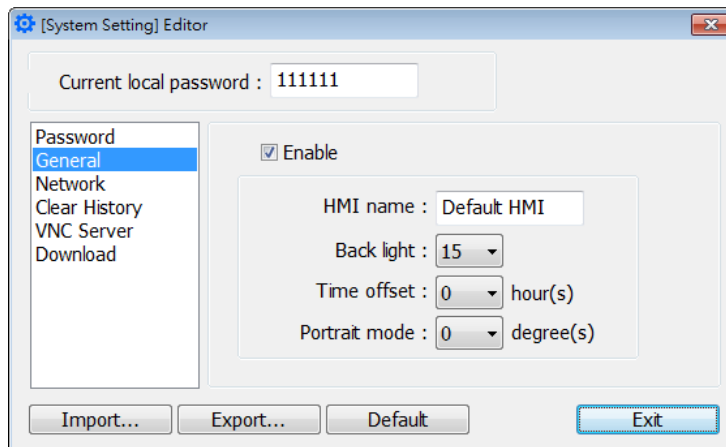 [System Setting] Editor
Current local password : 111111
Password
General
Network
Clear History
VNC Server
Download
Enable
HMI name : Default HMI
Back light : 15
Time offset : 0 hour(s)
Portrait mode : 0 degree(s)
Import... Export... Default Exit